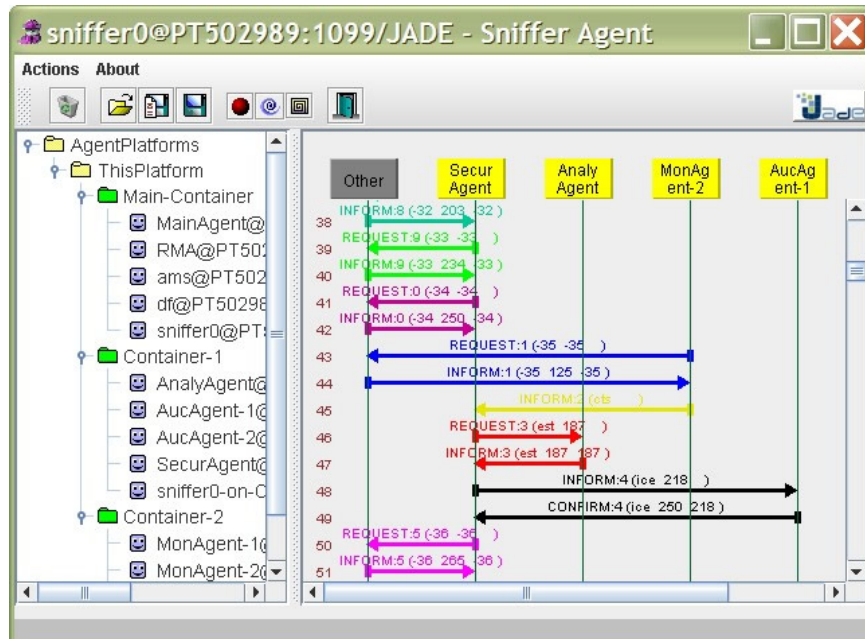 sniffer0@PT502989:1099/JADE - Sniffer Agent
Actions About
Jade
AgentPlatforms
ThisPlatform
Main-Container
MainAgent@
RMA@PT502
ams@PT502
df@PT50298
sniffer0@PT
Container-1
AnalyAgent@
AucAgent-1@
AucAgent-2@
SecurAgent@
sniffer0-on-C
Container-2
MonAgent-1@
MonAgent-2@
Other
Secur
Agent
Analy
Agent
MonAg
ent-2
AucAg
ent-1
38 INFORM:8 (-32 203 -32 )
39 REQUEST:9 (-33 -33 )
40 INFORM:9 (-33 234 -33 )
41 REQUEST:0 (-34 -34 )
42 INFORM:0 (-34 250 -34 )
43 REQUEST:1 (-35 -35 )
44 INFORM:1 (-35 125 -35 )
45 INFORM:2 (cts )
46 REQUEST:3 (est 187 )
47 INFORM:3 (est 187 187 )
48 INFORM:4 (ice 218 )
49 CONFIRM:4 (ice 250 218 )
50 REQUEST:5 (-36 -36 )
51 INFORM:5 (-36 265 -36 )